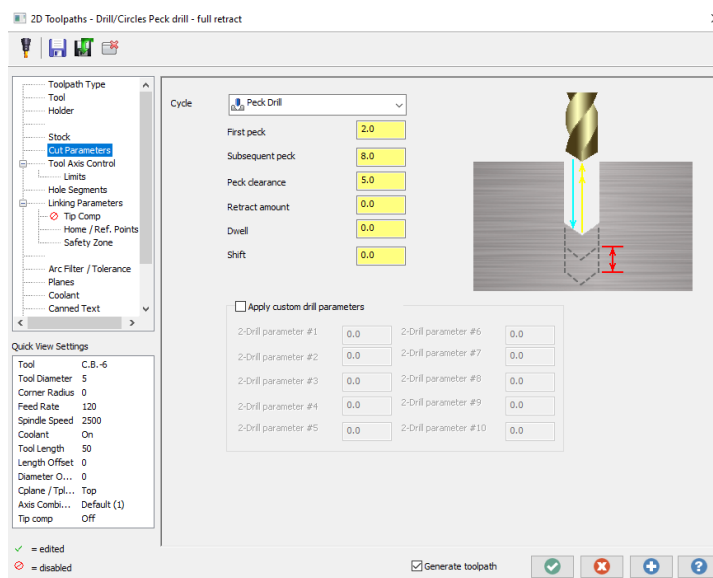 2D Toolpaths - Drill/Circles Peck drill - full retract
Toolpath Type
Tool
Holder
Stock
Cut Parameters
Tool Axis Control
Limits
Hole Segments
Linking Parameters
Tip Comp
Home / Ref. Points
Safety Zone
Arc Filter / Tolerance
Planes
Coolant
Canned Text
Quick View Settings
Tool C.B.-6
Tool Diameter 5
Corner Radius 0
Feed Rate 120
Spindle Speed 2500
Coolant On
Tool Length 50
Length Offset 0
Diameter O... 0
Cplane / Tpl... Top
Axis Combi... Default (1)
Tip comp Off
✓ = edited
= disabled
Cycle Peck Drill
First peck 2.0
Subsequent peck 8.0
Peck clearance 5.0
Retract amount 0.0
Dwell 0.0
Shift 0.0
Apply custom drill parameters
2-Drill parameter #1 0.0 2-Drill parameter #6 0.0
2-Drill parameter #2 0.0 2-Drill parameter #7 0.0
2-Drill parameter #3 0.0 2-Drill parameter #8 0.0
2-Drill parameter #4 0.0 2-Drill parameter #9 0.0
2-Drill parameter #5 0.0 2-Drill parameter #10 0.0
Generate toolpath